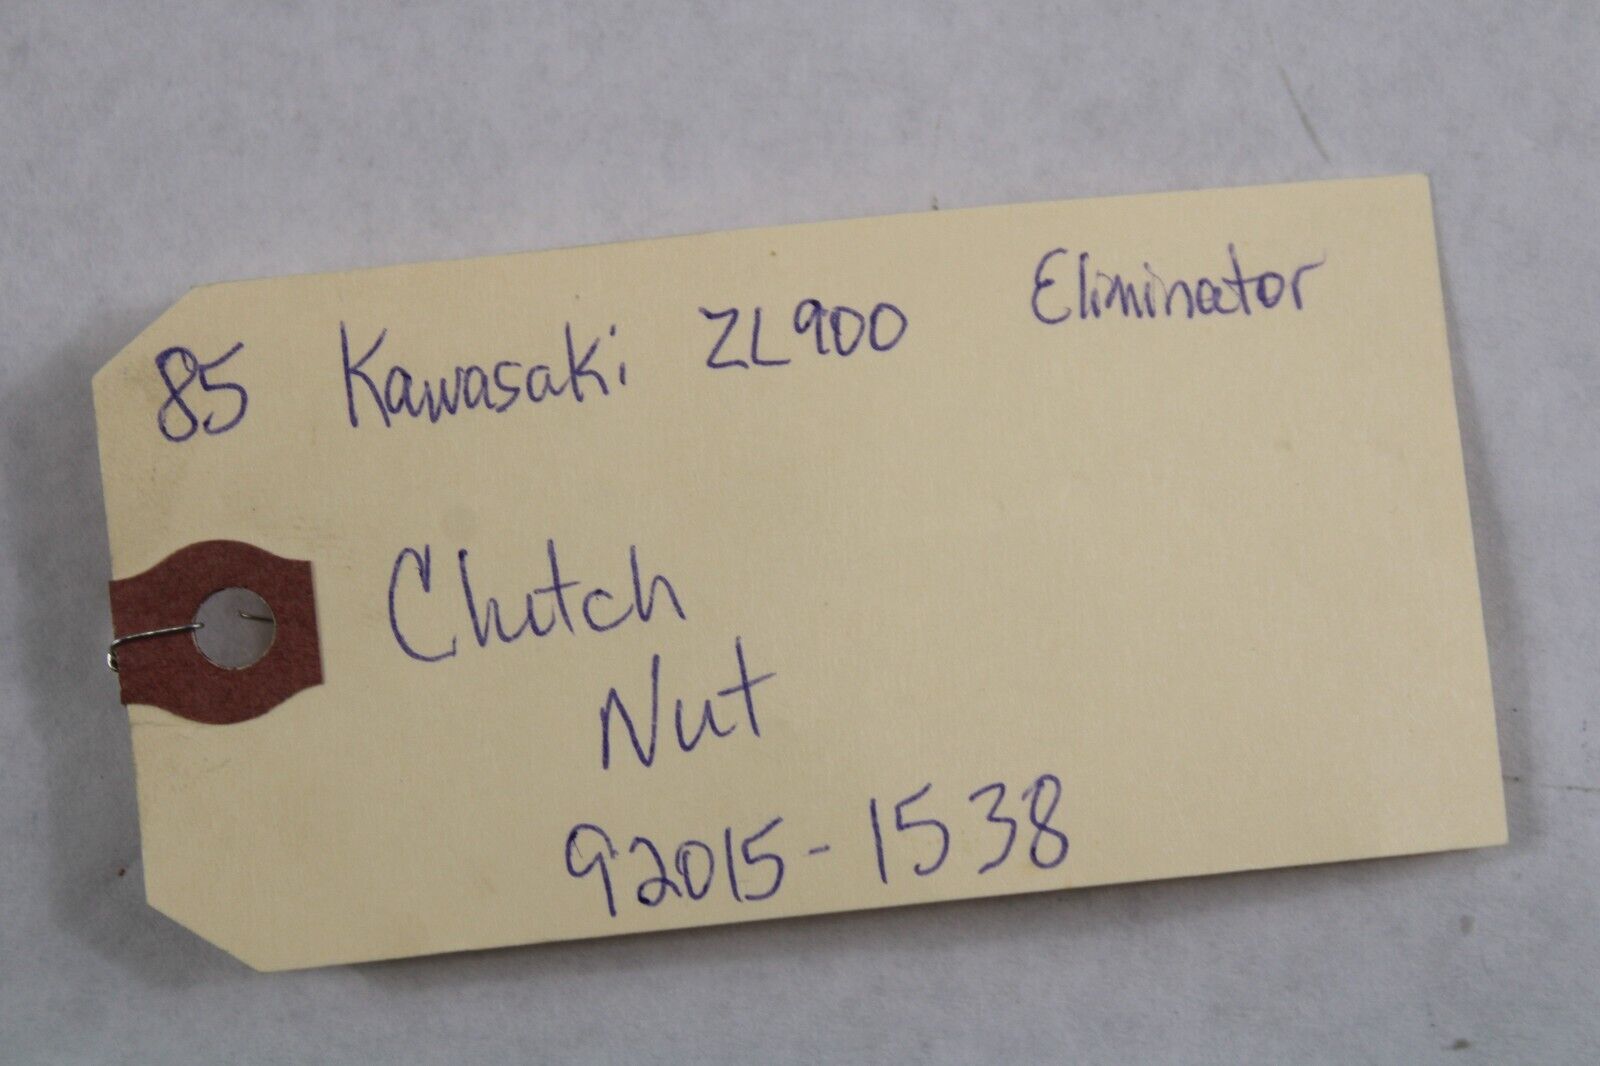 85 Kawasaki ZL900 Eliminator
Clutch
Nut
92015-1538